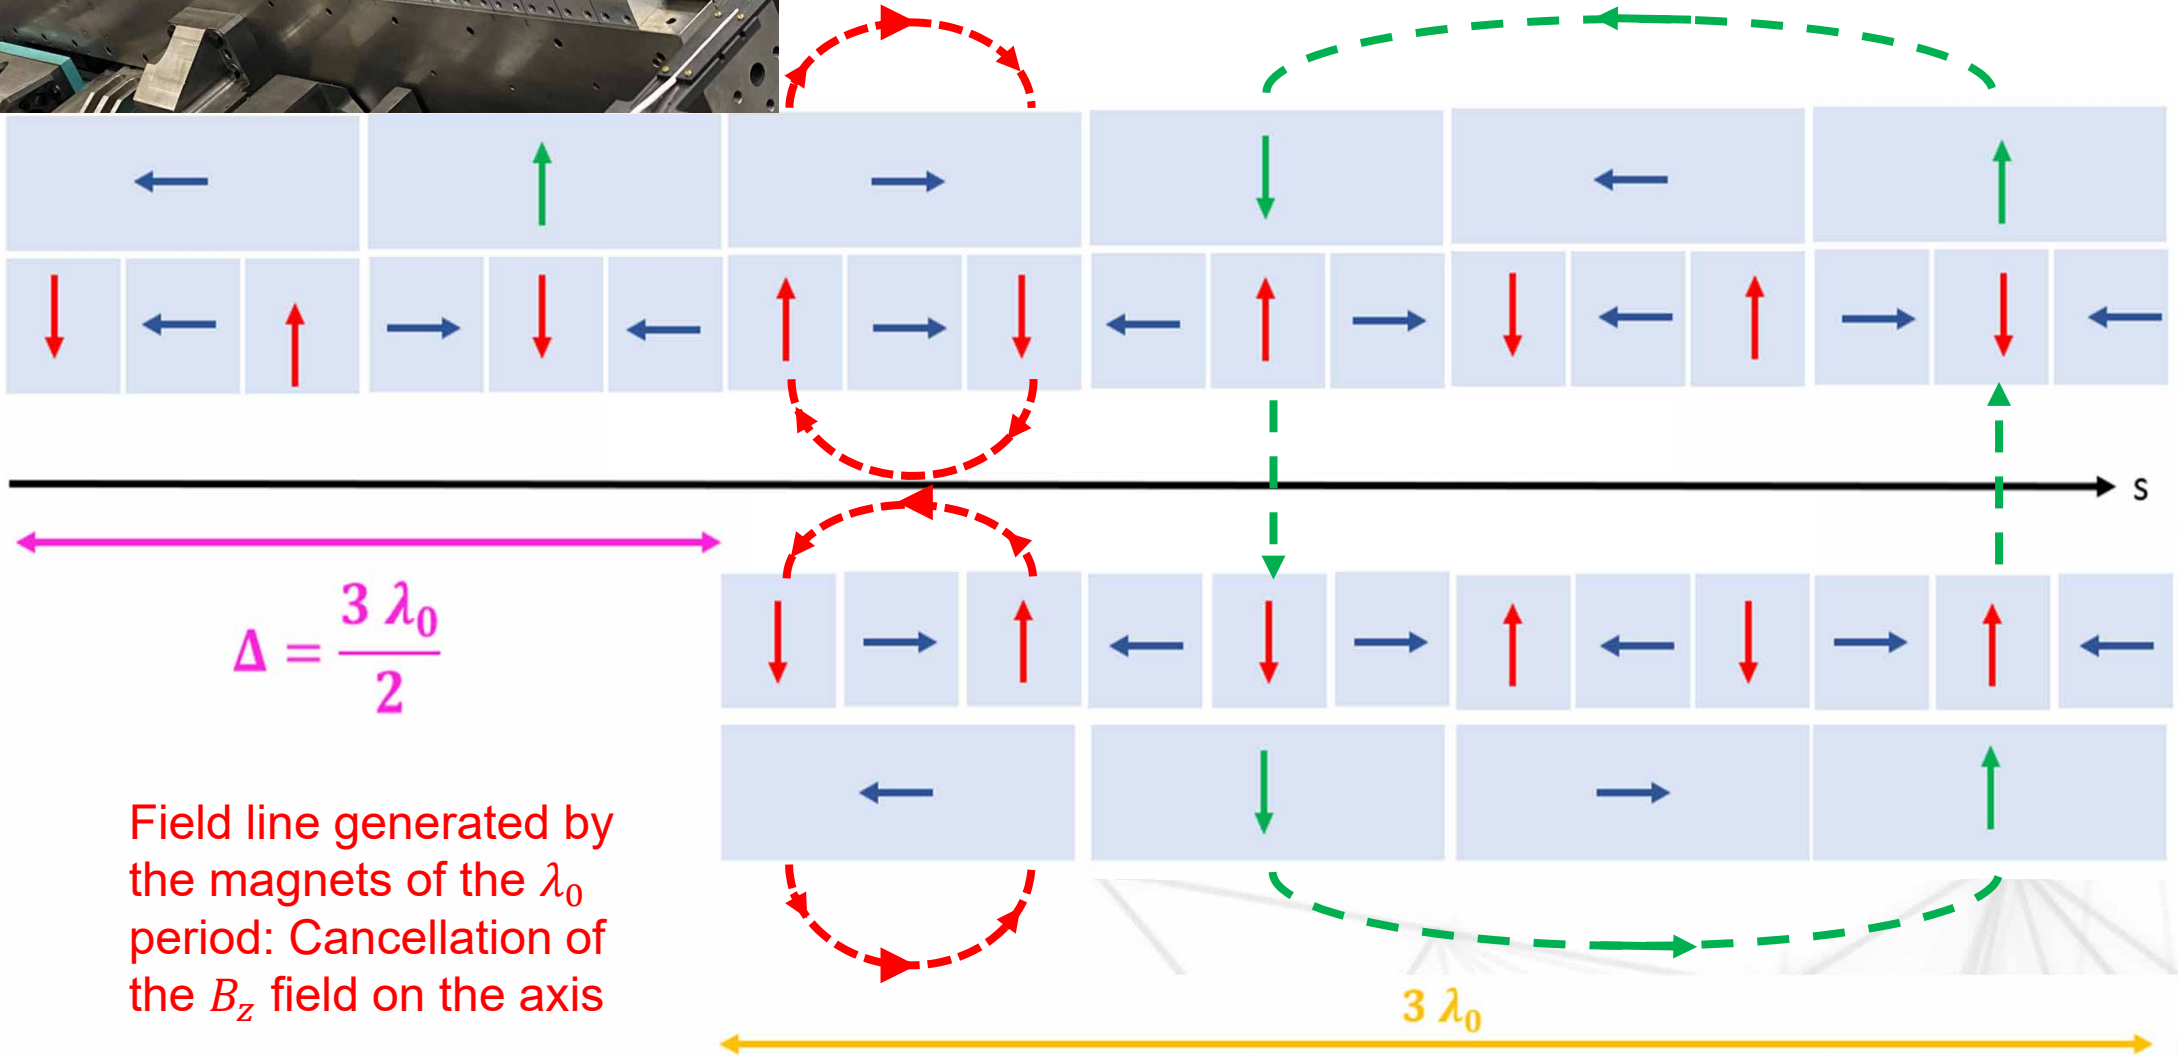 s
Δ = 3 λ₀ / 2
Field line generated by
the magnets of the λ₀
period: Cancellation of
the B_z field on the axis
3 λ₀